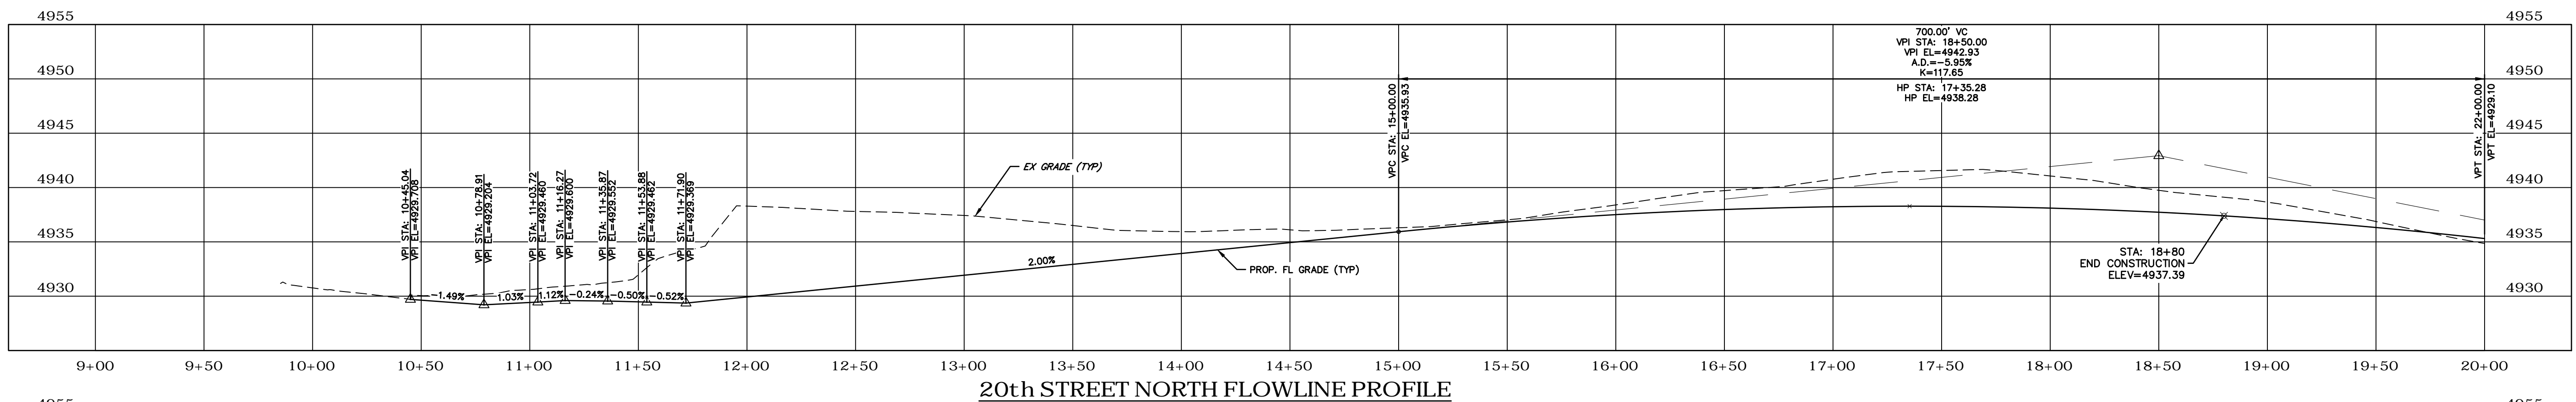 4955
4955
700.00' VC
VPI STA: 18+50.00
VPI EL=4942.93
A.D.=-5.95%
K=117.65
4950
4950
HP STA: 17+35.28
HP EL=4938.28
VPC STA: 15+00.00
VPC EL=4935.93
VPT STA: 22+00.00
VPT EL=4929.10
4945
4945
EX GRADE (TYP)
4940
4940
VPI STA: 10+45.04
VPI EL=4929.708
VPI STA: 10+78.91
VPI EL=4929.204
VPI STA: 11+03.72
VPI EL=4929.460
VPI STA: 11+16.27
VPI EL=4929.600
VPI STA: 11+35.87
VPI EL=4929.552
VPI STA: 11+53.88
VPI EL=4929.462
VPI STA: 11+71.90
VPI EL=4929.369
4935
4935
2.00%
PROP. FL GRADE (TYP)
STA: 18+80
END CONSTRUCTION
ELEV=4937.39
4930
4930
-1.49%
1.03%
1.12%
-0.24%
-0.50%
-0.52%
9+00 9+50 10+00 10+50 11+00 11+50 12+00 12+50 13+00 13+50 14+00 14+50 15+00 15+50 16+00 16+50 17+00 17+50 18+00 18+50 19+00 19+50 20+00
20th STREET NORTH FLOWLINE PROFILE
4955
4955